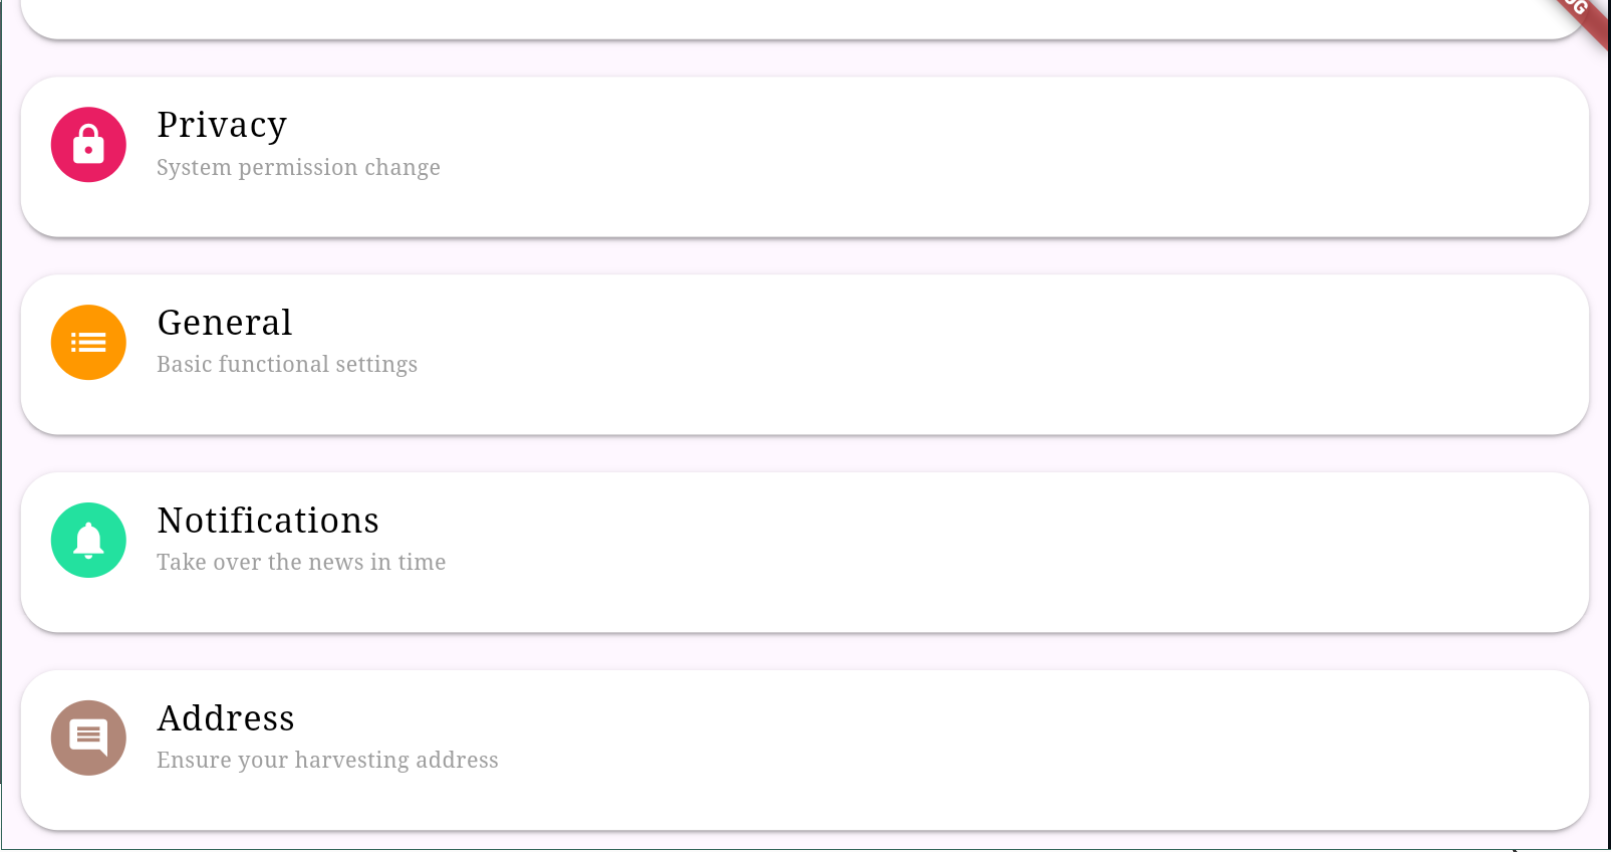 Privacy
System permission change
General
Basic functional settings
Notifications
Take over the news in time
Address
Ensure your harvesting address